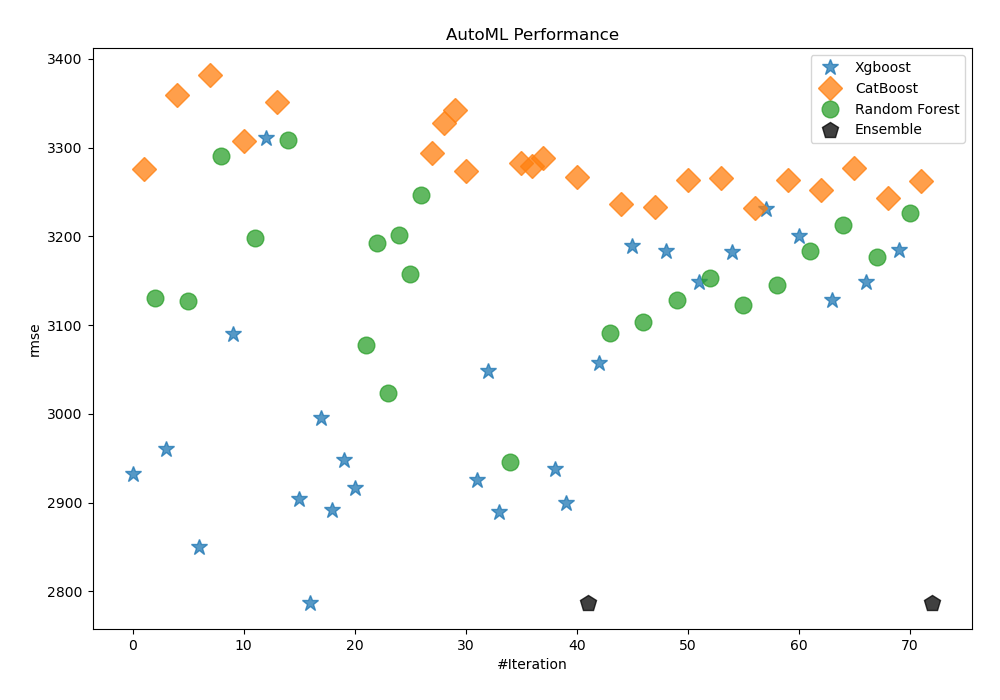 AutoML Performance
3400
3300
3200
3100
3000
2900
2800
rmse
Xgboost
CatBoost
Random Forest
Ensemble
0 10 20 30 40 50 60 70
#Iteration